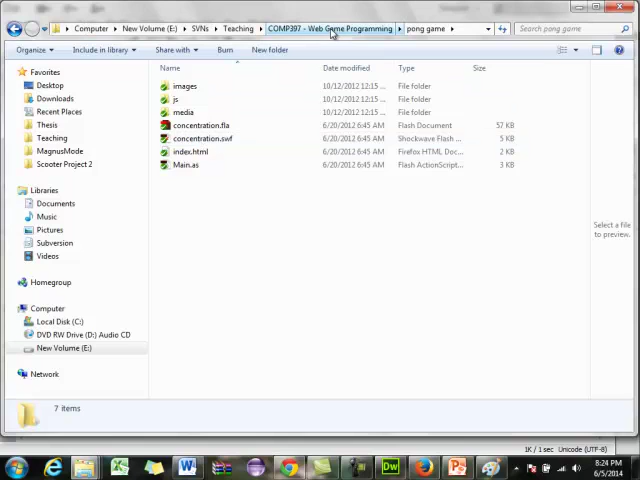 Computer New Volume (E:) SVNs Teaching COMP397 - Web Game Programming pong game Search pong game
Organize Include in library Share with Burn New folder
Name Date modified Type Size
images 10/12/2012 12:15 ... File folder
js 10/12/2012 12:15 ... File folder
media 10/12/2012 12:15 ... File folder
concentration.fla 6/20/2012 6:45 AM Flash Document 57 KB
concentration.swf 6/20/2012 6:45 AM Shockwave Flash ... 5 KB
index.html 6/20/2012 6:45 AM Firefox HTML Doc... 2 KB
Main.as 6/20/2012 6:45 AM Flash ActionScript... 3 KB
Favorites
Desktop
Downloads
Recent Places
Thesis
Teaching
MagnusMode
Scooter Project 2
Libraries
Documents
Music
Pictures
Subversion
Videos
Homegroup
Computer
Local Disk (C:)
DVD RW Drive (D:) Audio CD
New Volume (E:)
Network
Select a file
to preview.
7 items
1K / 1 sec Unicode (UTF-8)
8:24 PM
6/5/2014